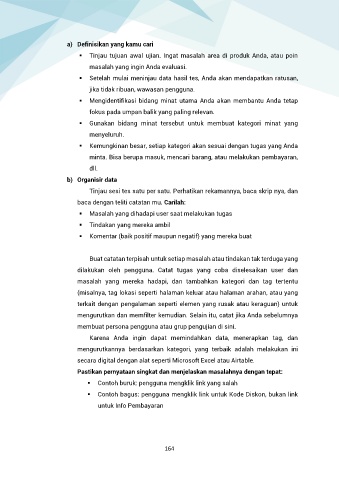 a) Definisikan yang kamu cari
▪ Tinjau tujuan awal ujian. Ingat masalah area di produk Anda, atau poin
masalah yang ingin Anda evaluasi.
▪ Setelah mulai meninjau data hasil tes, Anda akan mendapatkan ratusan,
jika tidak ribuan, wawasan pengguna.
▪ Mengidentifikasi bidang minat utama Anda akan membantu Anda tetap
fokus pada umpan balik yang paling relevan.
▪ Gunakan bidang minat tersebut untuk membuat kategori minat yang
menyeluruh.
▪ Kemungkinan besar, setiap kategori akan sesuai dengan tugas yang Anda
minta. Bisa berupa masuk, mencari barang, atau melakukan pembayaran,
dll.
b) Organisir data
Tinjau sesi tes satu per satu. Perhatikan rekamannya, baca skrip nya, dan
baca dengan teliti catatan mu. Carilah:
▪ Masalah yang dihadapi user saat melakukan tugas
▪ Tindakan yang mereka ambil
▪ Komentar (baik positif maupun negatif) yang mereka buat
Buat catatan terpisah untuk setiap masalah atau tindakan tak terduga yang
dilakukan oleh pengguna. Catat tugas yang coba diselesaikan user dan
masalah yang mereka hadapi, dan tambahkan kategori dan tag tertentu
(misalnya, tag lokasi seperti halaman keluar atau halaman arahan, atau yang
terkait dengan pengalaman seperti elemen yang rusak atau keraguan) untuk
mengurutkan dan memfilter kemudian. Selain itu, catat jika Anda sebelumnya
membuat persona pengguna atau grup pengujian di sini.
Karena Anda ingin dapat memindahkan data, menerapkan tag, dan
mengurutkannya berdasarkan kategori, yang terbaik adalah melakukan ini
secara digital dengan alat seperti Microsoft Excel atau Airtable.
Pastikan pernyataan singkat dan menjelaskan masalahnya dengan tepat:
▪ Contoh buruk: pengguna mengklik link yang salah
▪ Contoh bagus: pengguna mengklik link untuk Kode Diskon, bukan link
untuk Info Pembayaran
164